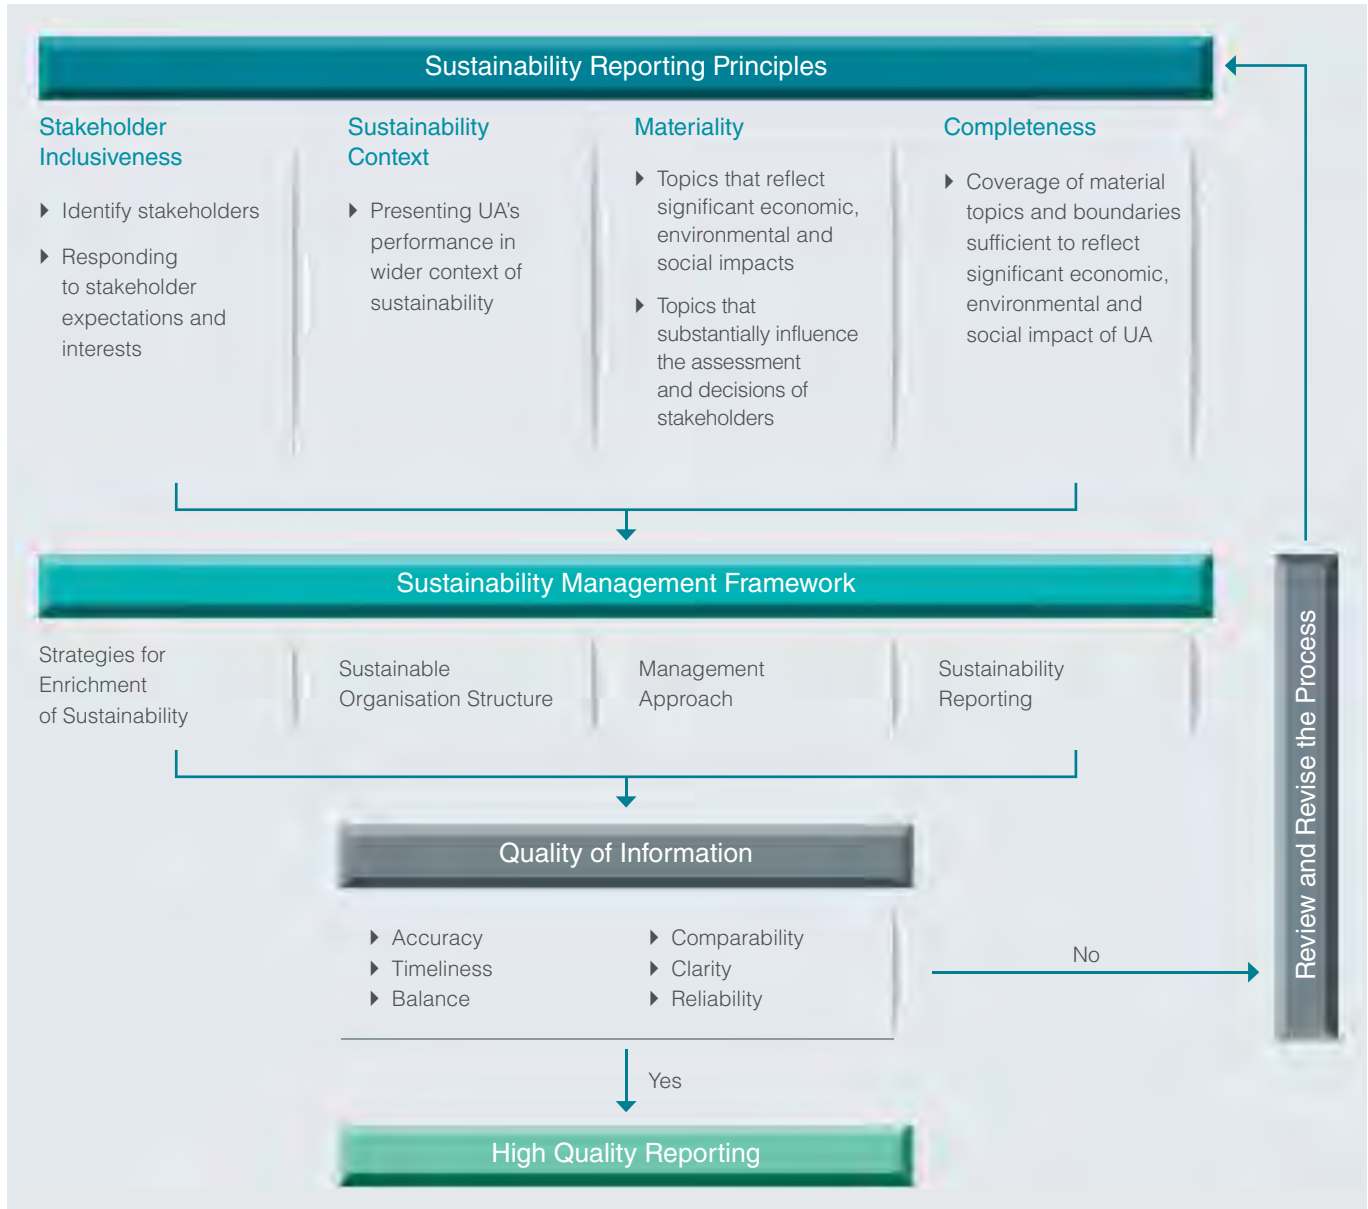 Sustainability Reporting Principles
Stakeholder
Inclusiveness
Identify stakeholders
Responding
to stakeholder
expectations and
interests
Sustainability
Context
Presenting UA’s
performance in
wider context of
sustainability
Materiality
Topics that reflect
significant economic,
environmental and
social impacts
Topics that
substantially influence
the assessment
and decisions of
stakeholders
Completeness
Coverage of material
topics and boundaries
sufficient to reflect
significant economic,
environmental and
social impact of UA
Sustainability Management Framework
Strategies for
Enrichment
of Sustainability
Sustainable
Organisation Structure
Management
Approach
Sustainability
Reporting
Quality of Information
Accuracy
Timeliness
Balance
Comparability
Clarity
Reliability
No
Review and Revise the Process
Yes
High Quality Reporting